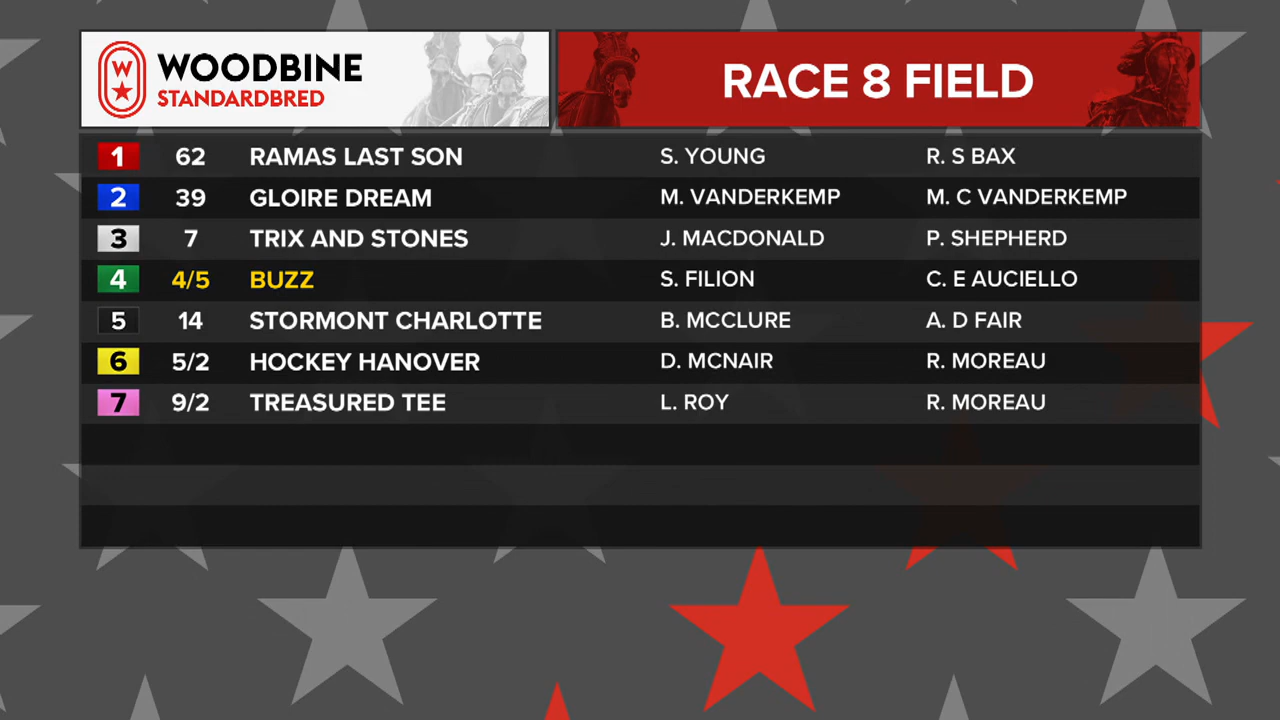 W
WOODBINE
STANDARDBRED
RACE 8 FIELD
1 62 RAMAS LAST SON S. YOUNG R. S BAX
2 39 GLOIRE DREAM M. VANDERKEMP M. C VANDERKEMP
3 7 TRIX AND STONES J. MACDONALD P. SHEPHERD
4 4/5 BUZZ S. FILION C. E AUCIELLO
5 14 STORMONT CHARLOTTE B. MCCLURE A. D FAIR
6 5/2 HOCKEY HANOVER D. MCNAIR R. MOREAU
7 9/2 TREASURED TEE L. ROY R. MOREAU